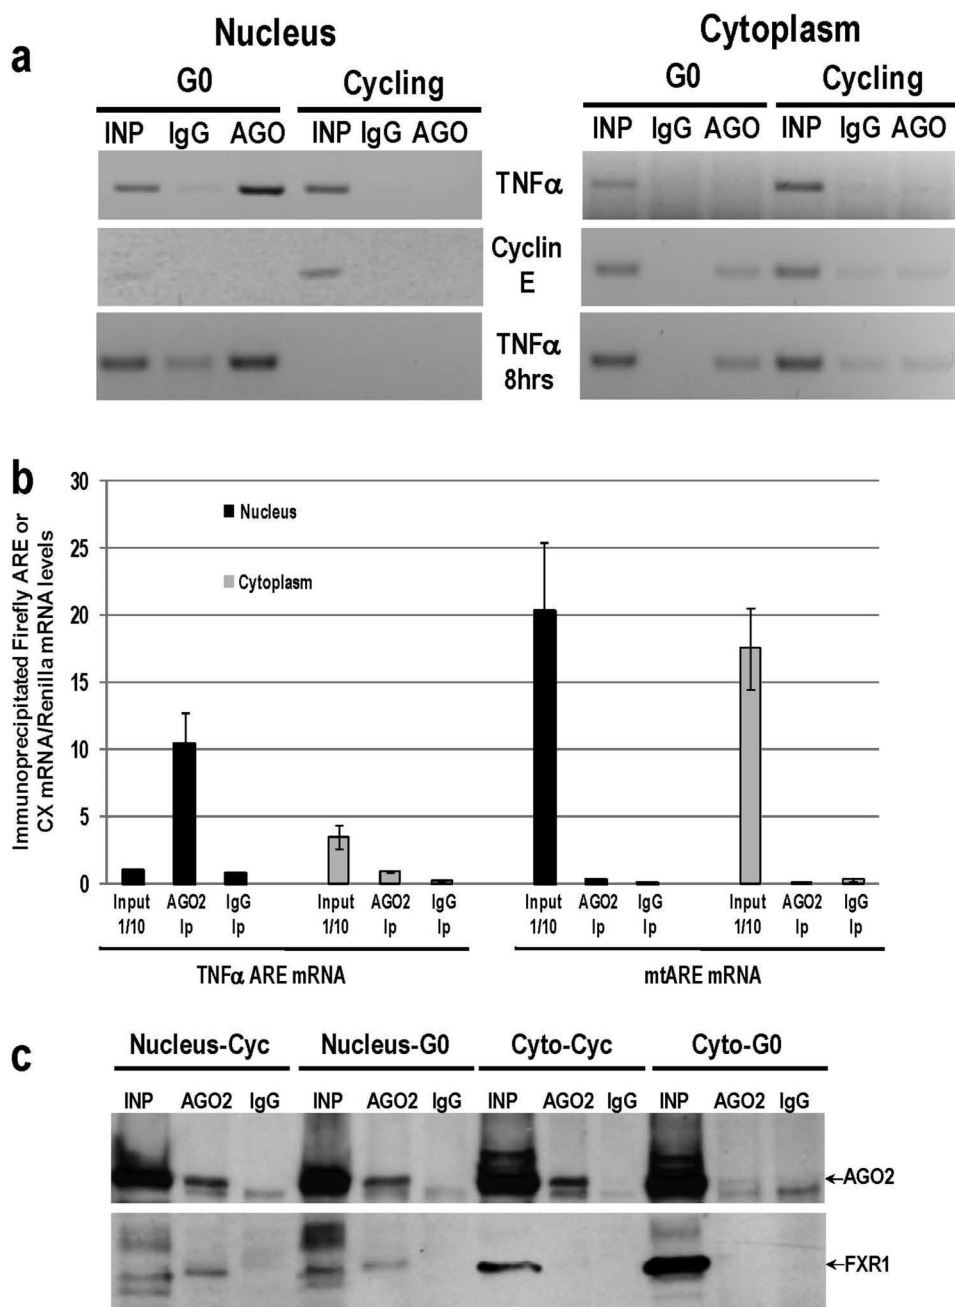 a
Nucleus
Cytoplasm
G0 Cycling
G0 Cycling
INP IgG AGO INP IgG AGO
INP IgG AGO INP IgG AGO
TNFα
Cyclin
E
TNFα
8hrs
b
Immunoprecipitated Firefly ARE or
CX mRNA/Renilla mRNA levels
30
25
20
15
10
5
0
Nucleus
Cytoplasm
Input AGO2 IgG Input AGO2 IgG Input AGO2 IgG Input AGO2 IgG
1/10 Ip Ip 1/10 Ip Ip 1/10 Ip Ip 1/10 Ip Ip
TNFα ARE mRNA mtARE mRNA
c
Nucleus-Cyc Nucleus-G0 Cyto-Cyc Cyto-G0
INP AGO2 IgG INP AGO2 IgG INP AGO2 IgG INP AGO2 IgG
←AGO2
←FXR1